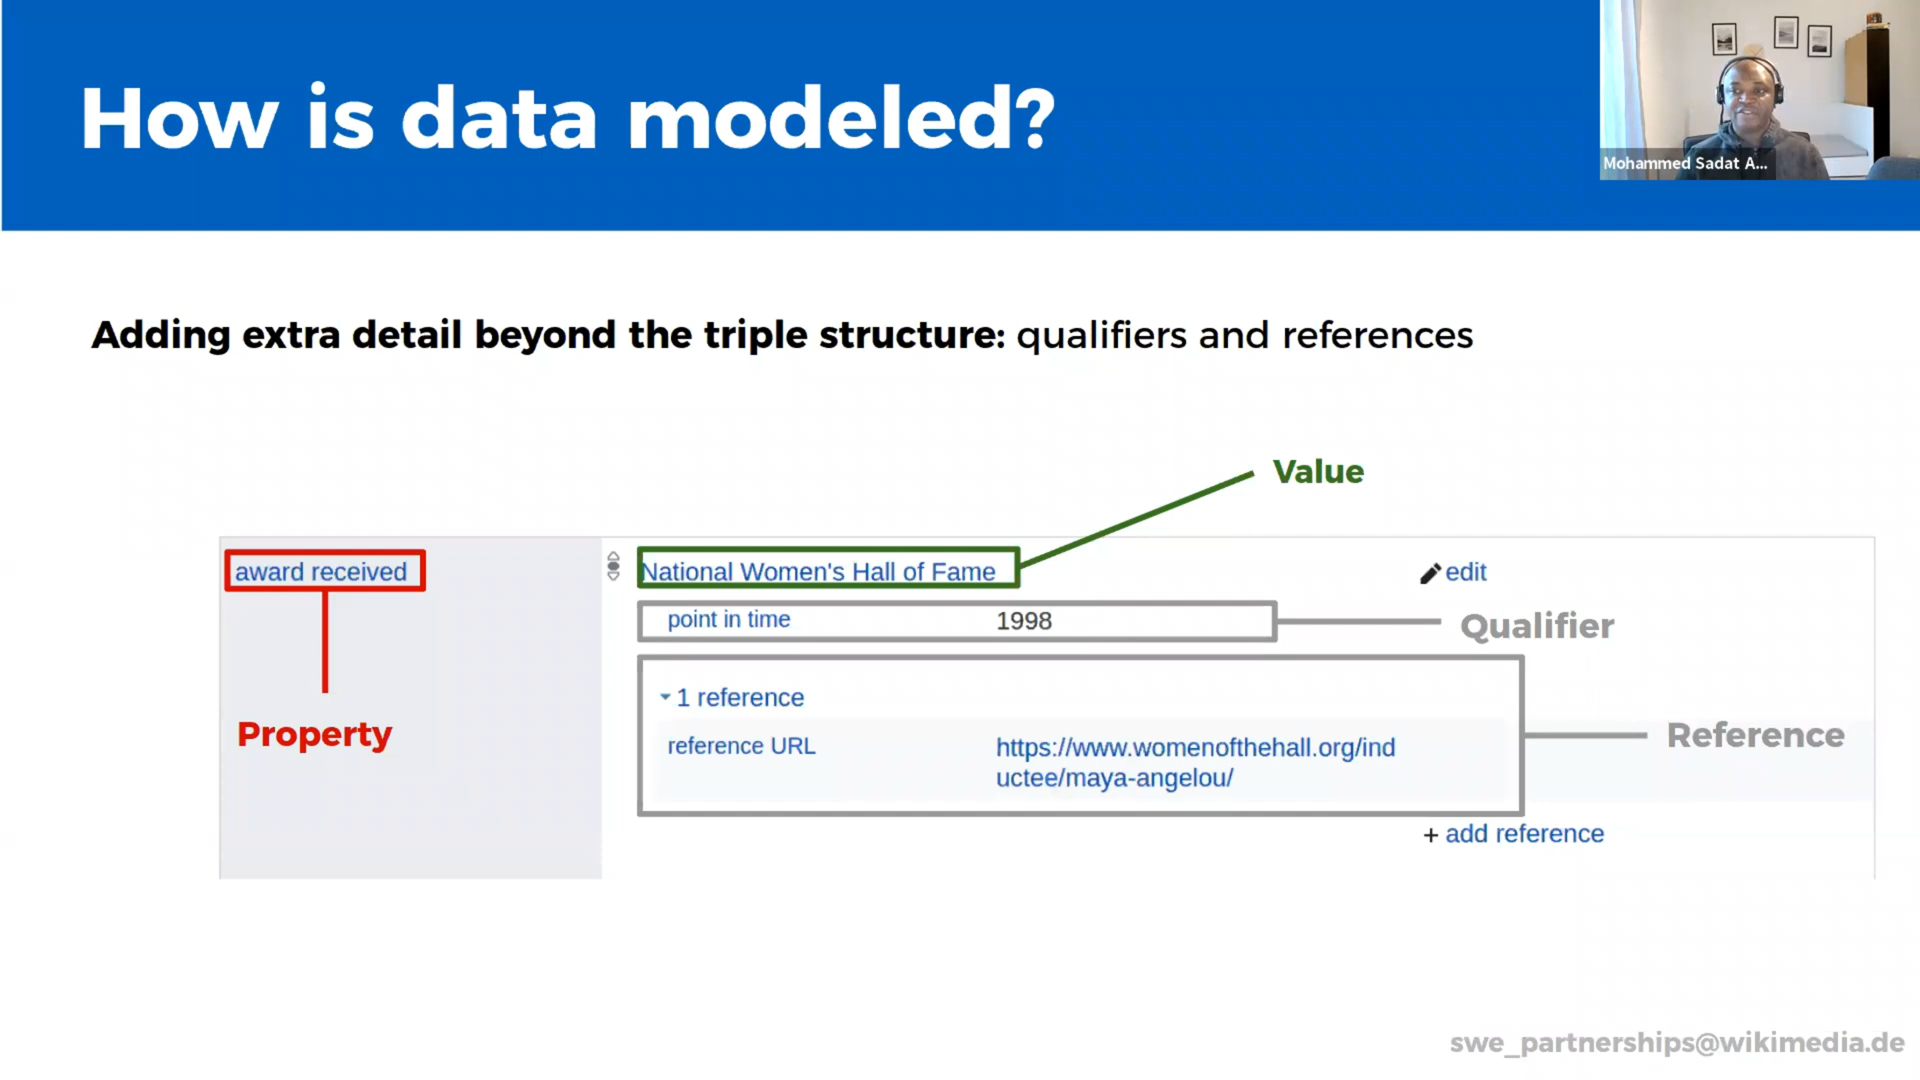 How is data modeled?
Mohammed Sadat A...
Adding extra detail beyond the triple structure: qualifiers and references
Value
award received
National Women's Hall of Fame
edit
point in time 1998
Qualifier
1 reference
Property
reference URL
https://www.womenofthehall.org/ind
uctee/maya-angelou/
Reference
+ add reference
swe_partnerships@wikimedia.de